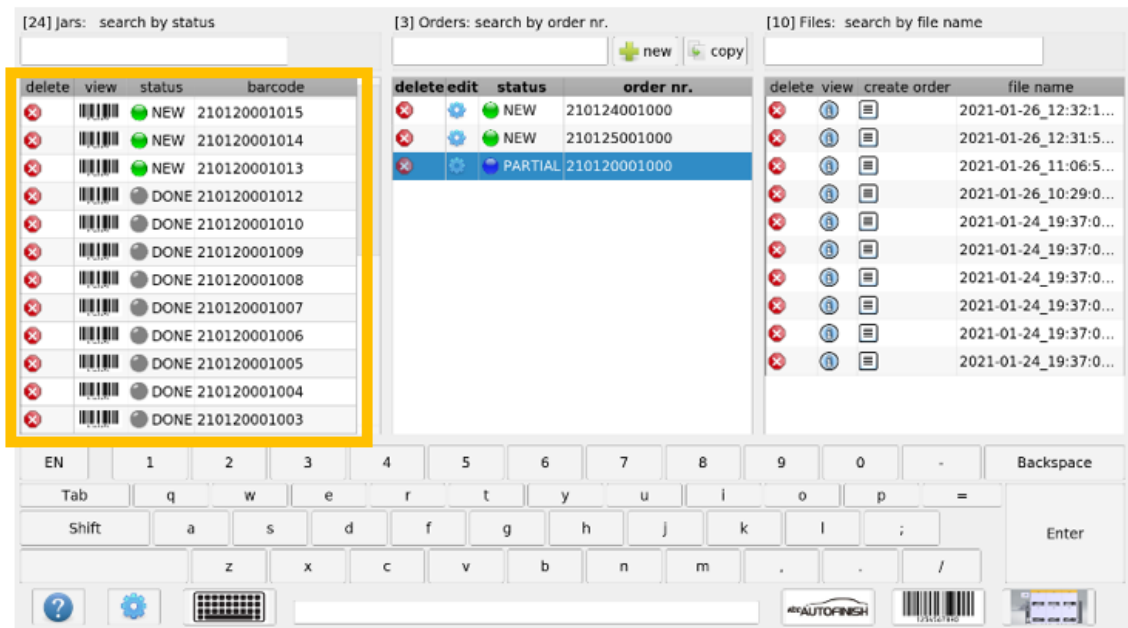 [24] Jars: search by status
[3] Orders: search by order nr.
[10] Files: search by file name
new
copy
delete view status barcode
NEW 210120001015
NEW 210120001014
NEW 210120001013
DONE 210120001012
DONE 210120001010
DONE 210120001009
DONE 210120001008
DONE 210120001007
DONE 210120001006
DONE 210120001005
DONE 210120001004
DONE 210120001003
delete edit status order nr.
NEW 210124001000
NEW 210125001000
PARTIAL 210120001000
delete view create order file name
2021-01-26_12:32:1...
2021-01-26_12:31:5...
2021-01-26_11:06:5...
2021-01-26_10:29:0...
2021-01-24_19:37:0...
2021-01-24_19:37:0...
2021-01-24_19:37:0...
2021-01-24_19:37:0...
2021-01-24_19:37:0...
2021-01-24_19:37:0...
EN 1 2 3 4 5 6 7 8 9 0 - Backspace
Tab q w e r t y u i o p =
Shift a s d f g h j k l ; Enter
z x c v b n m , . /
? abc AUTOFINISH